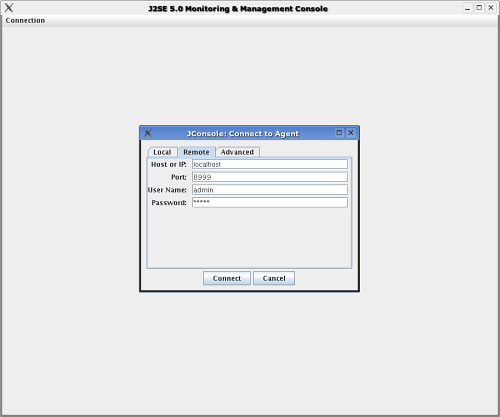 J2SE 5.0 Monitoring & Management Console
Connection
JConsole: Connect to Agent
Local Remote Advanced
Host or IP: localhost
Port: 8999
User Name: admin
Password: *****
Connect Cancel